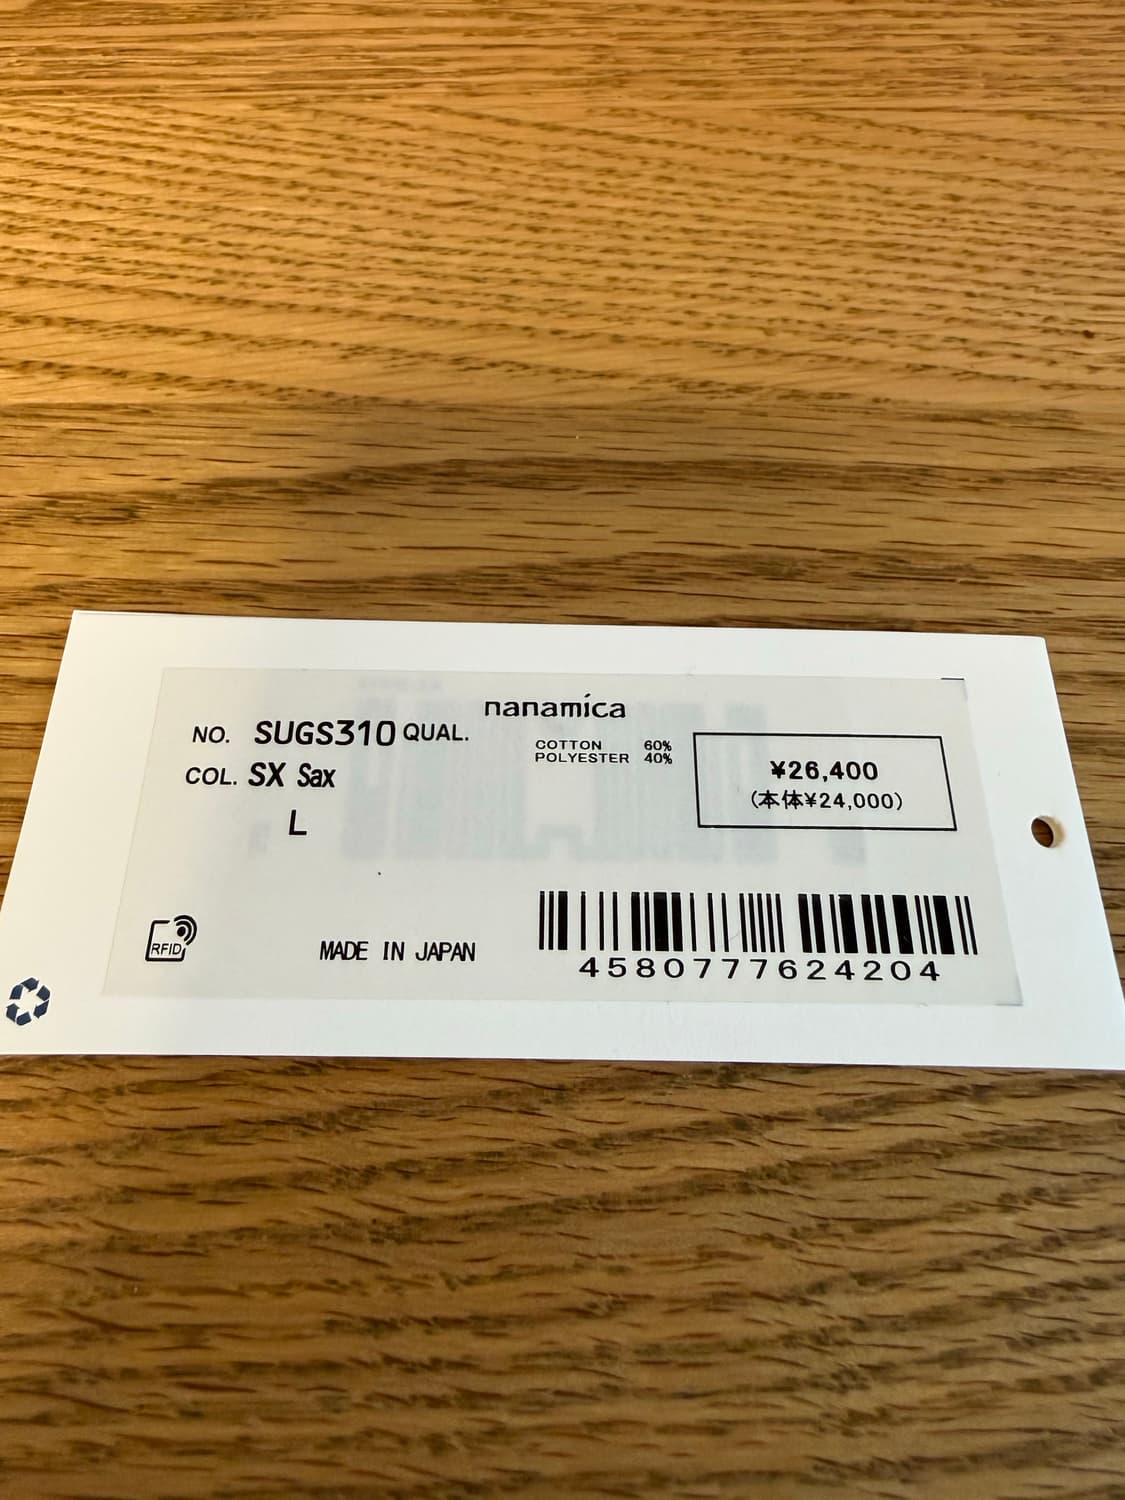 nanamica
NO. SUGS310 QUAL.
COTTON 60%
POLYESTER 40%
COL. SX Sax
L
¥26,400
(本体¥24,000)
RFID
MADE IN JAPAN
4580777624204